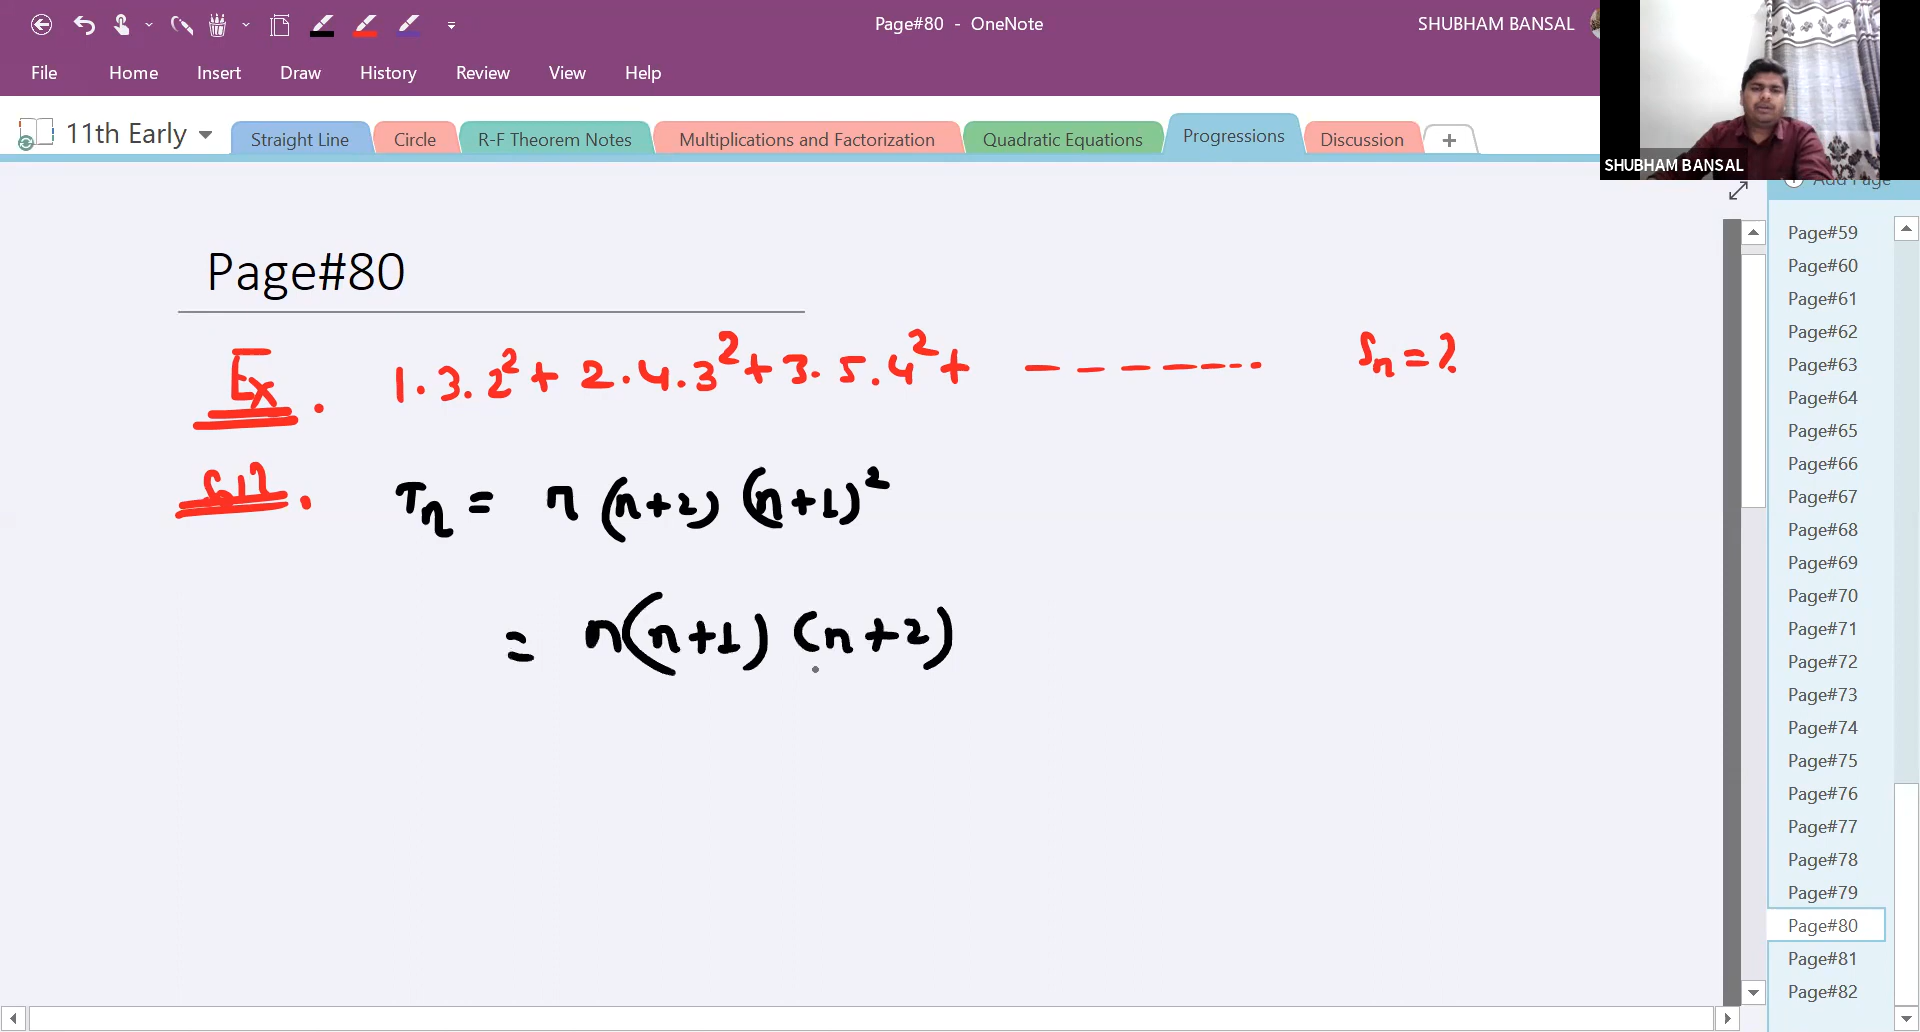 Page#80 - OneNote
SHUBHAM BANSAL
File Home Insert Draw History Review View Help
SHUBHAM BANSAL
11th Early
Straight Line
Circle
R-F Theorem Notes
Multiplications and Factorization
Quadratic Equations
Progressions
Discussion
+
Add Page
Page#80
Ex. 1·3·2²+ 2·4·3²+3·5·4²+ ------- Sn=?
Sol?. Tn = n (n+2) (n+1)²
= n(n+1) (n+2)
Page#59
Page#60
Page#61
Page#62
Page#63
Page#64
Page#65
Page#66
Page#67
Page#68
Page#69
Page#70
Page#71
Page#72
Page#73
Page#74
Page#75
Page#76
Page#77
Page#78
Page#79
Page#80
Page#81
Page#82